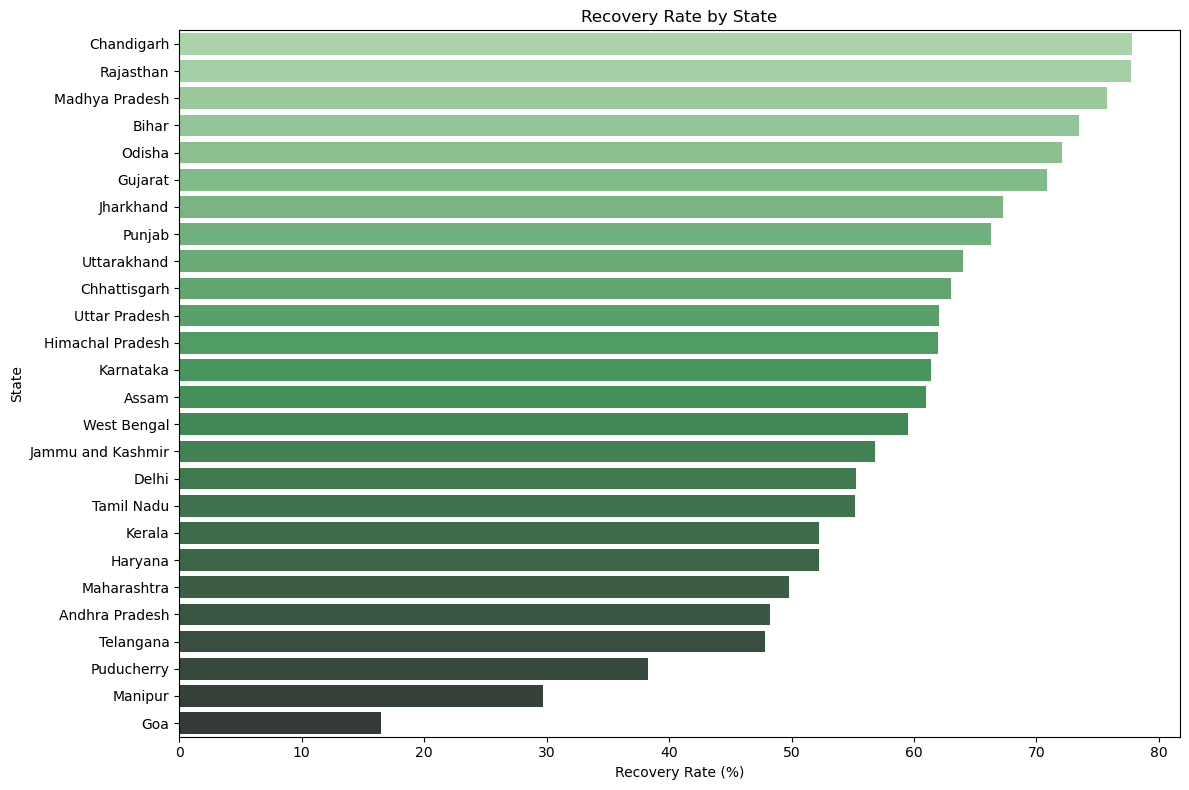 Recovery Rate by State
Chandigarh
Rajasthan
Madhya Pradesh
Bihar
Odisha
Gujarat
Jharkhand
Punjab
Uttarakhand
Chhattisgarh
Uttar Pradesh
Himachal Pradesh
Karnataka
Assam
West Bengal
Jammu and Kashmir
Delhi
Tamil Nadu
Kerala
Haryana
Maharashtra
Andhra Pradesh
Telangana
Puducherry
Manipur
Goa
State
0 10 20 30 40 50 60 70 80
Recovery Rate (%)